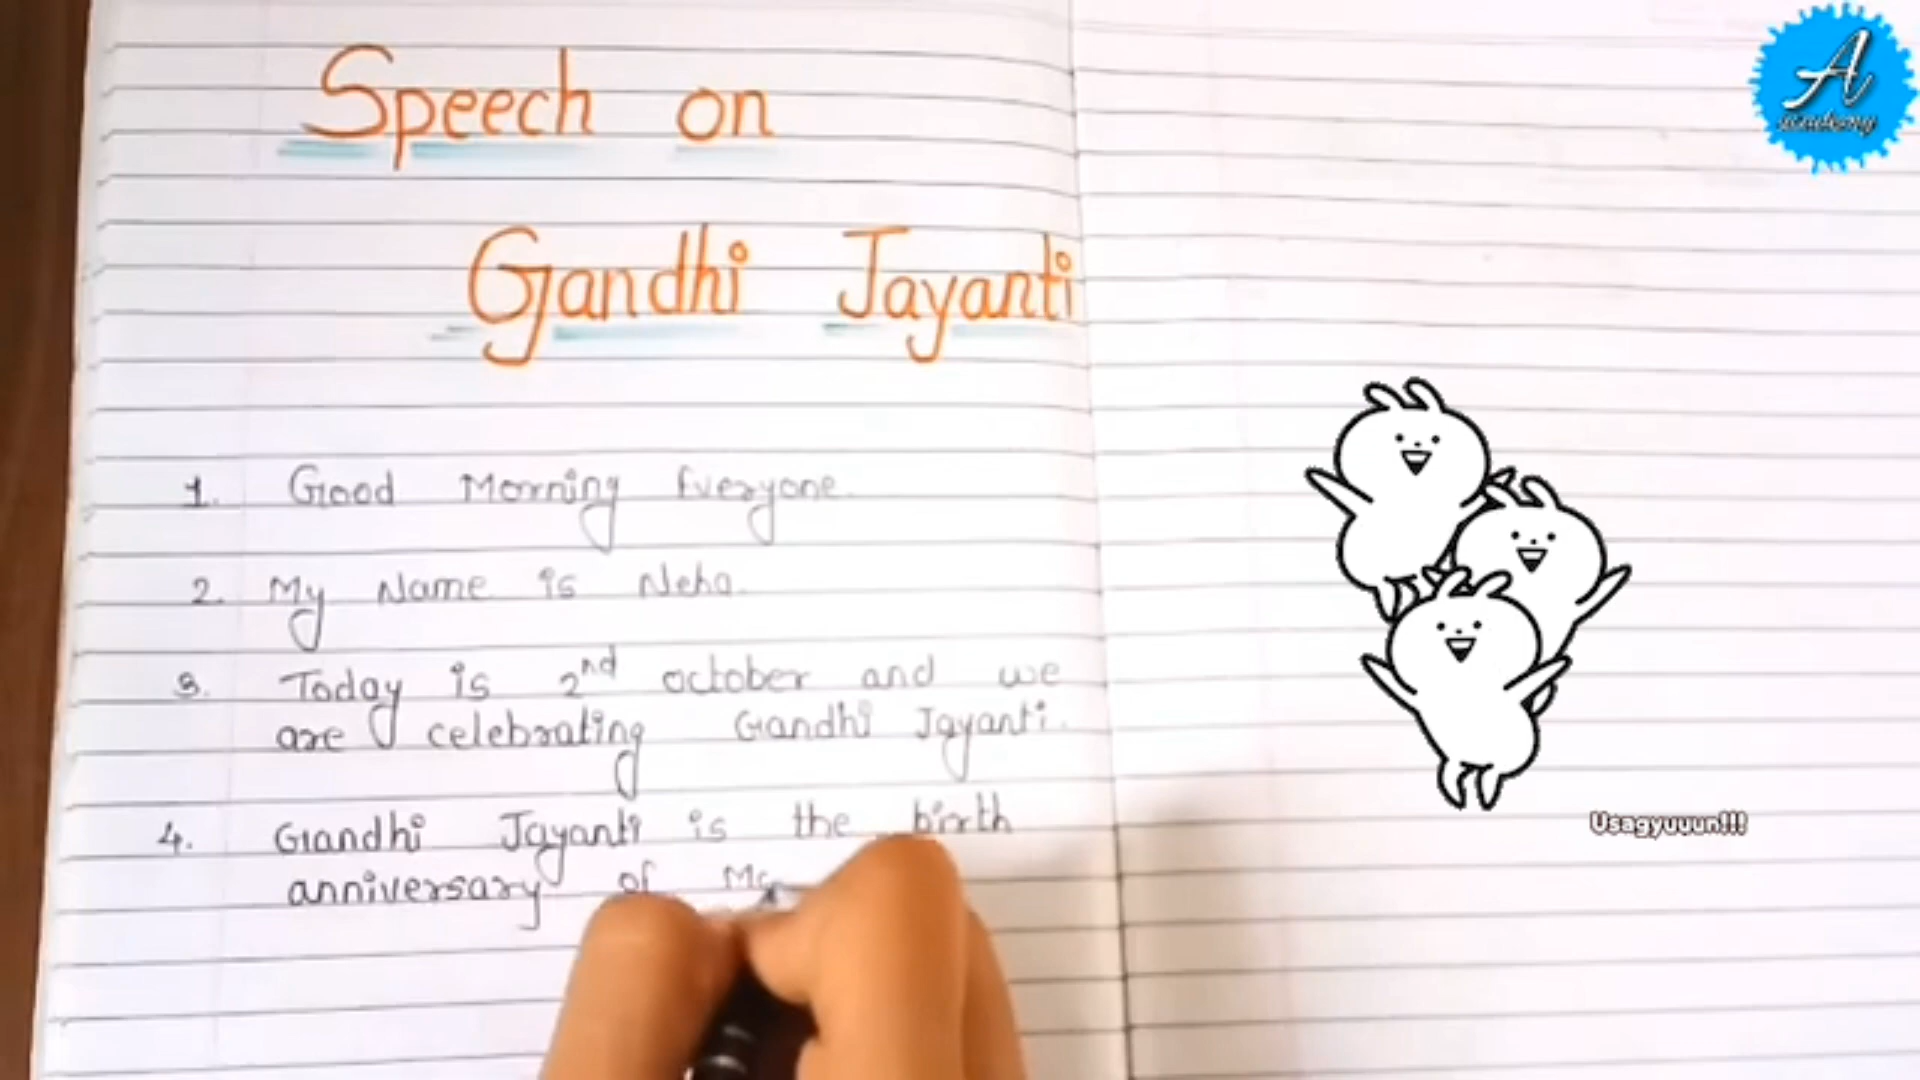 Speech on
Gandhi Jayanti
1. Good Morning Everyone.
2. My Name is Neha.
3. Today is 2nd october and we
are celebrating Gandhi Jayanti.
4. Gandhi Jayanti is the birth
anniversary of Ma
A
Usagyuuun!!!